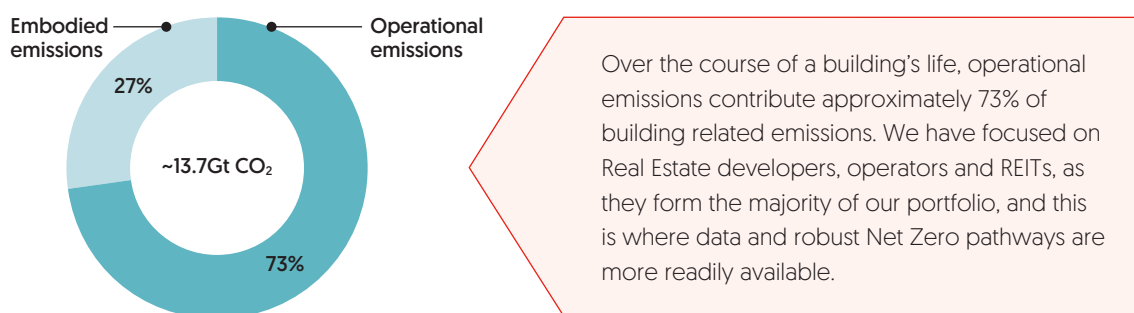 Embodied
emissions
Operational
emissions
27%
~13.7Gt CO₂
73%
Over the course of a building's life, operational
emissions contribute approximately 73% of
building related emissions. We have focused on
Real Estate developers, operators and REITs, as
they form the majority of our portfolio, and this
is where data and robust Net Zero pathways are
more readily available.